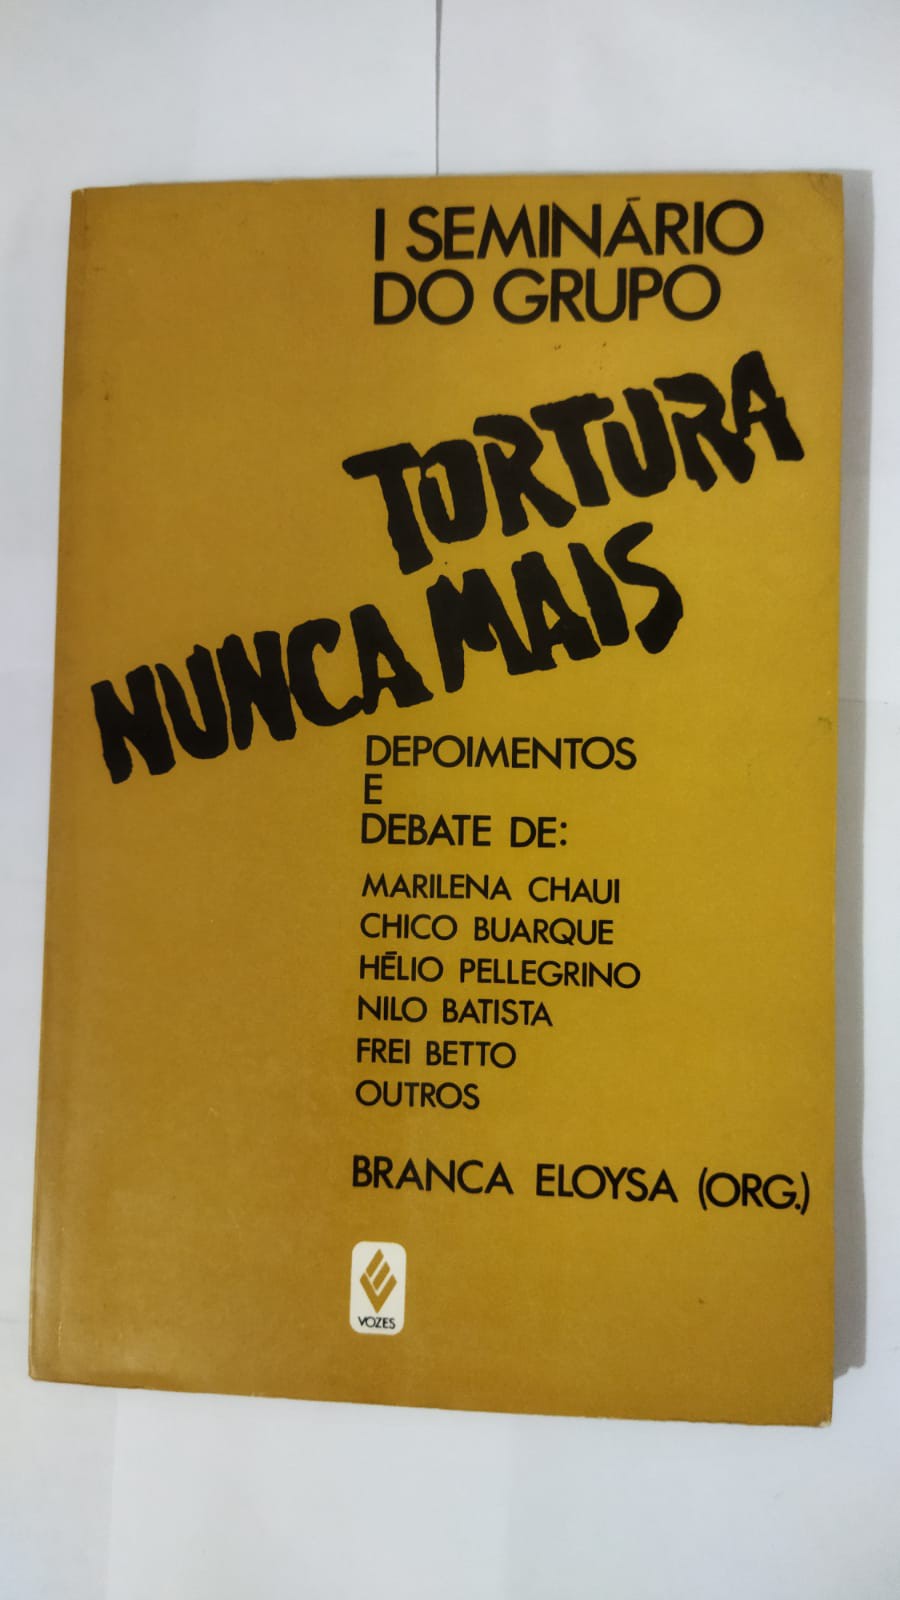 I SEMINÁRIO
DO GRUPO
TORTURA
NUNCA MAIS
DEPOIMENTOS
E
DEBATE DE:
MARILENA CHAUI
CHICO BUARQUE
HÉLIO PELLEGRINO
NILO BATISTA
FREI BETTO
OUTROS
BRANCA ELOYSA (ORG.)
VOZES